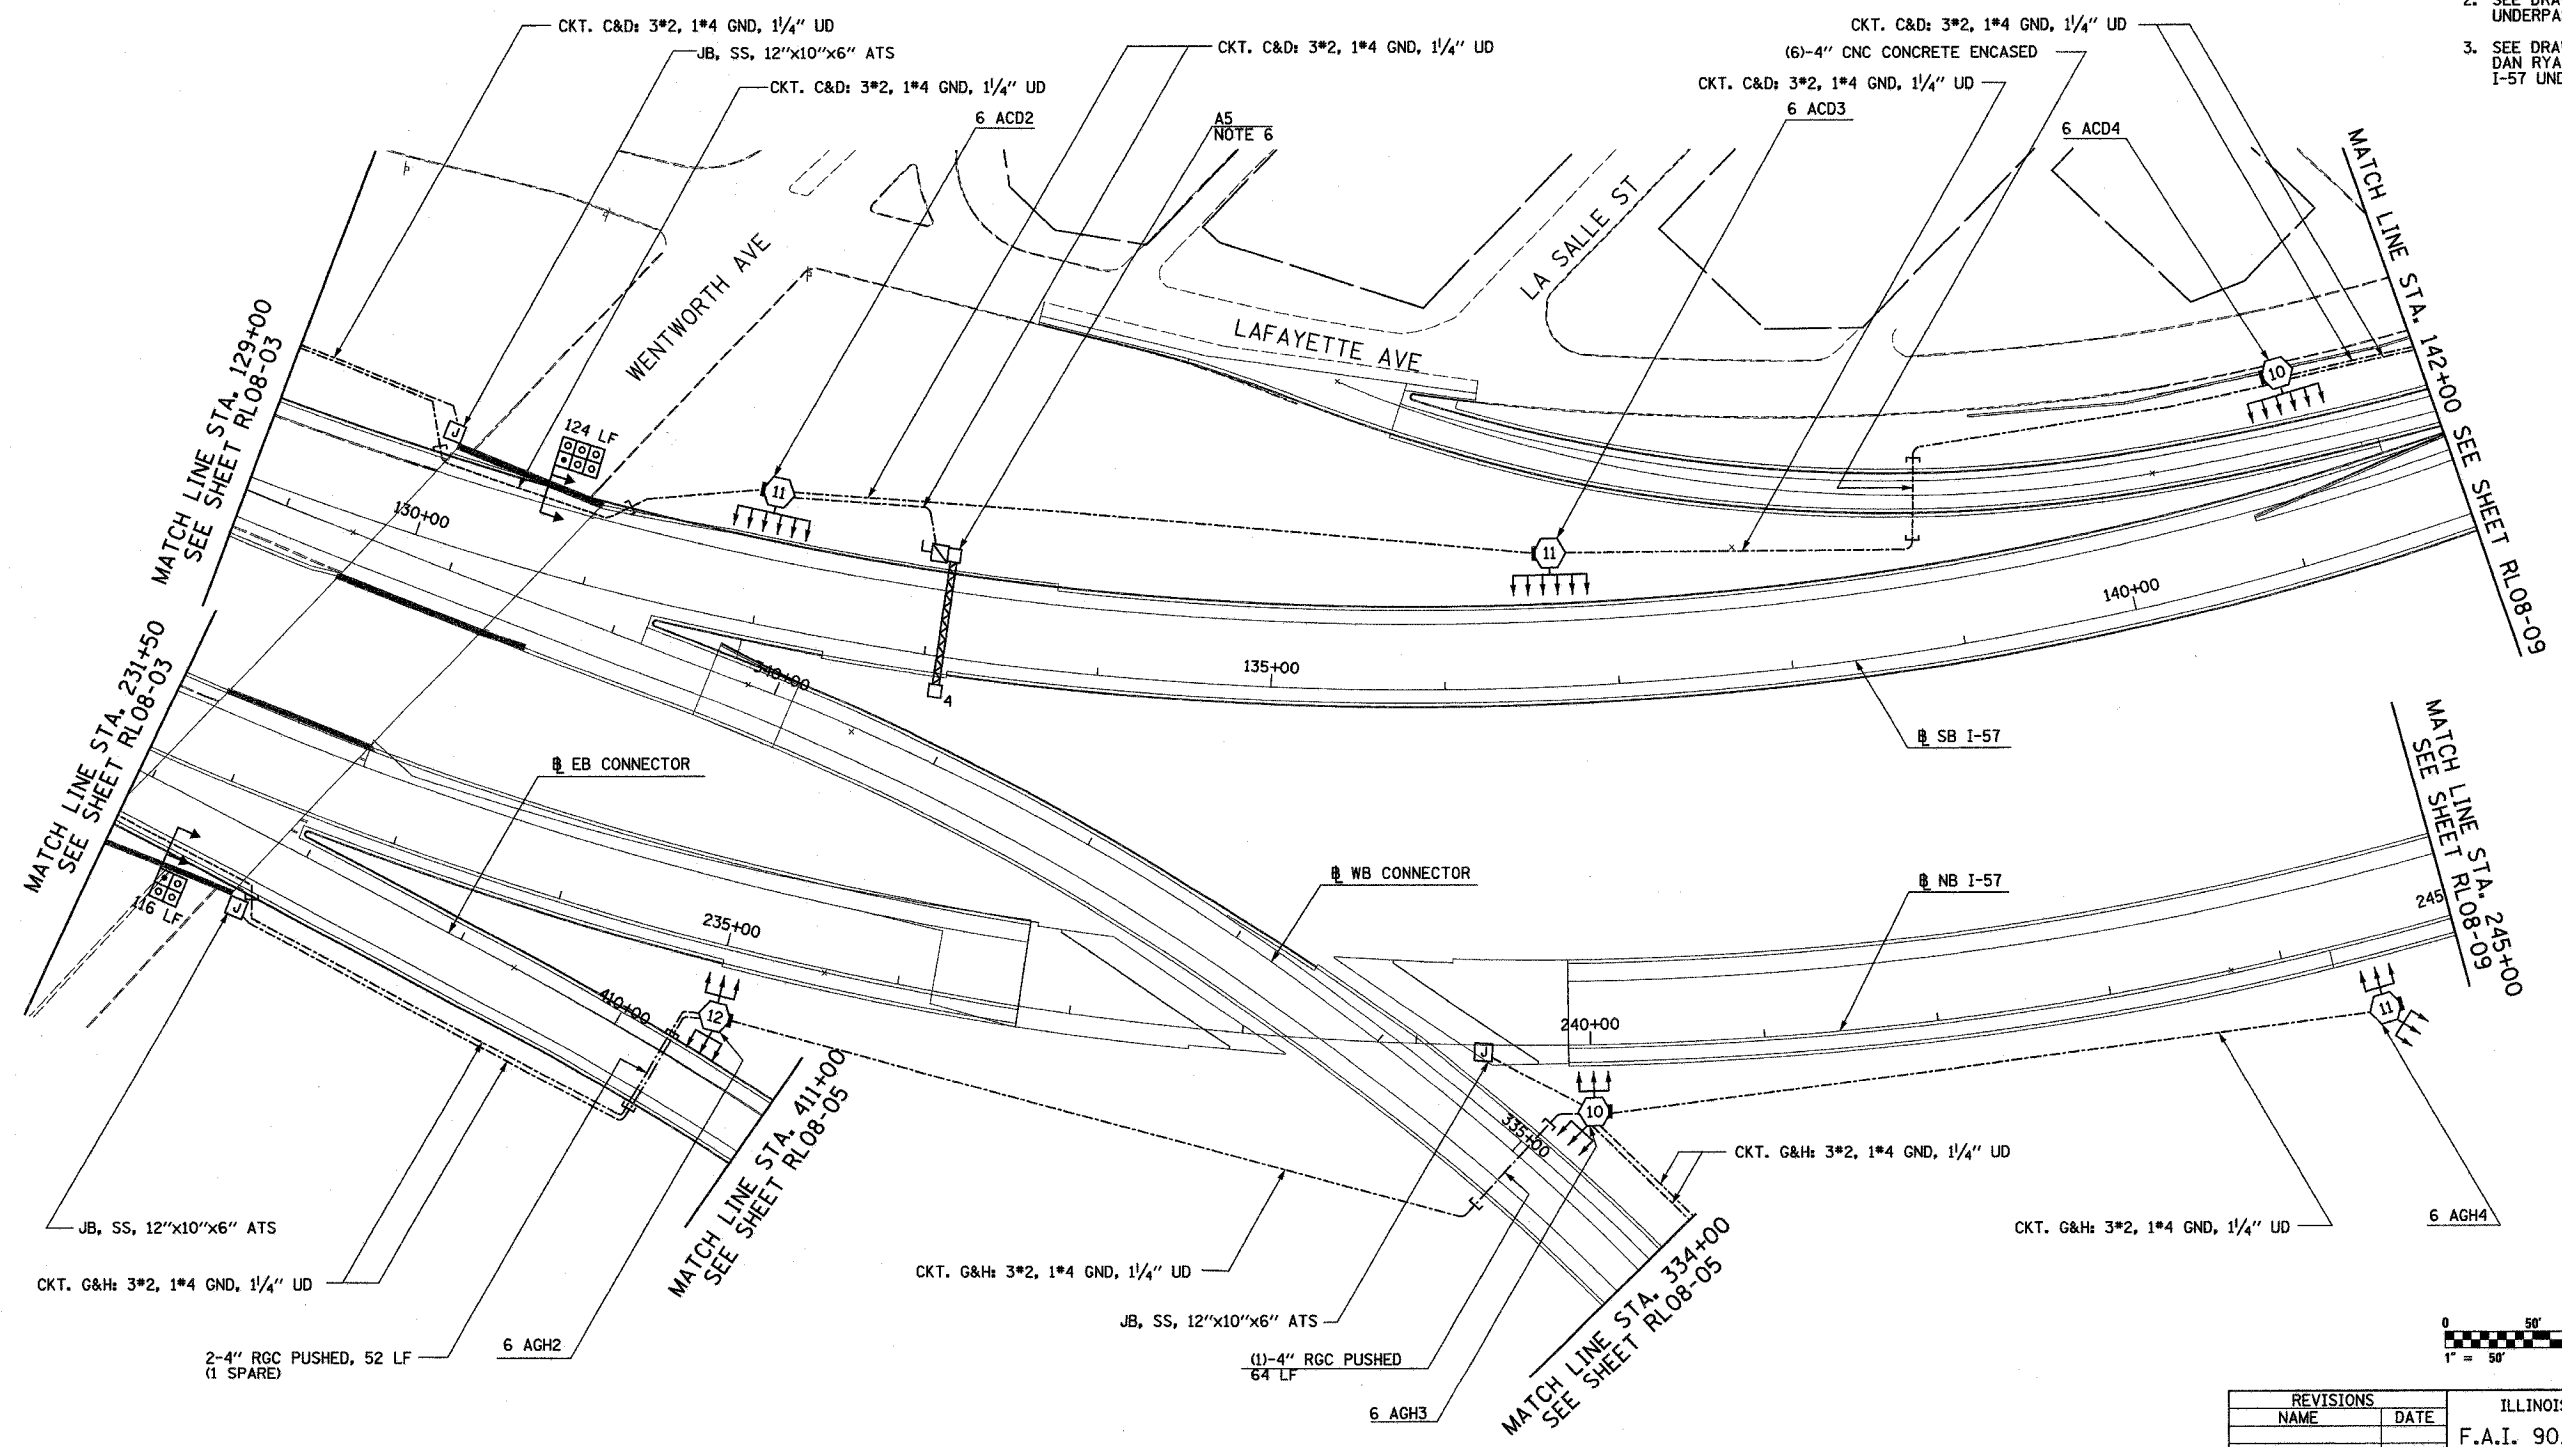 CKT. C&D: 3#2, 1#4 GND, 1¼" UD
JB, SS, 12"x10"x6" ATS
CKT. C&D: 3#2, 1#4 GND, 1¼" UD
6 ACD2
A5
NOTE 6
CKT. C&D: 3#2, 1#4 GND, 1¼" UD
CKT. C&D: 3#2, 1#4 GND, 1¼" UD
(6)-4" CNC CONCRETE ENCASED
CKT. C&D: 3#2, 1#4 GND, 1¼" UD
6 ACD3
6 ACD4
2. SEE DRA
UNDERPA
3. SEE DRA
DAN RYA
I-57 UND
MATCH LINE STA. 129+00
SEE SHEET RL08-03
WENTWORTH AVE
LAFAYETTE AVE
LA SALLE ST
MATCH LINE STA. 142+00 SEE SHEET RL08-09
J
124 LF
11
11
10
130+00
340+00
4
135+00
140+00
℄ SB I-57
MATCH LINE STA. 231+50
SEE SHEET RL08-03
℄ EB CONNECTOR
℄ WB CONNECTOR
℄ NB I-57
MATCH LINE STA. 245+00
SEE SHEET RL08-09
245
116 LF
J
235+00
410+00
12
J
240+00
10
335+00
11
MATCH LINE STA. 411+00
SEE SHEET RL08-05
CKT. G&H: 3#2, 1#4 GND, 1¼" UD
JB, SS, 12"x10"x6" ATS
CKT. G&H: 3#2, 1#4 GND, 1¼" UD
2-4" RGC PUSHED, 52 LF
(1 SPARE)
6 AGH2
CKT. G&H: 3#2, 1#4 GND, 1¼" UD
JB, SS, 12"x10"x6" ATS
(1)-4" RGC PUSHED
64 LF
6 AGH3
MATCH LINE STA. 334+00
SEE SHEET RL08-05
CKT. G&H: 3#2, 1#4 GND, 1¼" UD
6 AGH4
0 50'
1" = 50'
REVISIONS
NAME DATE
ILLINOIS
F.A.I. 90